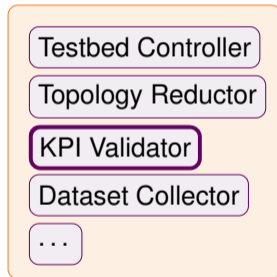 Testbed Controller
Topology Reductor
KPI Validator
Dataset Collector
...